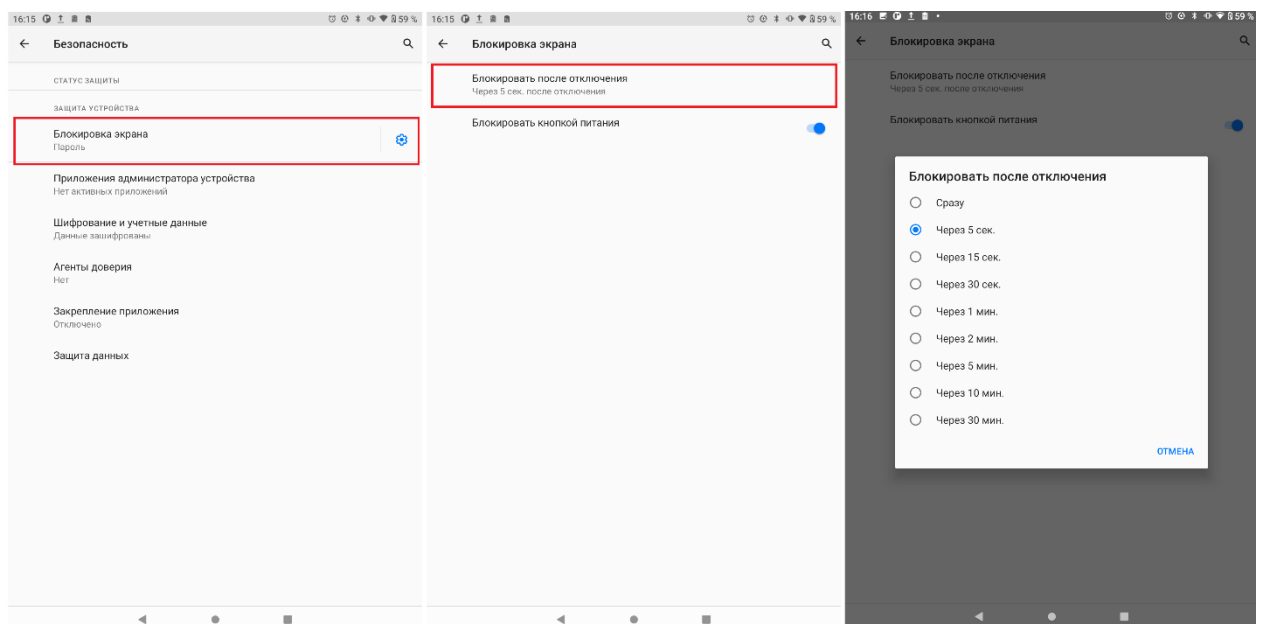 16:15
59 %
Безопасность
СТАТУС ЗАЩИТЫ
ЗАЩИТА УСТРОЙСТВА
Блокировка экрана
Пароль
Приложения администратора устройства
Нет активных приложений
Шифрование и учетные данные
Данные зашифрованы
Агенты доверия
Нет
Закрепление приложения
Отключено
Защита данных
16:15
59 %
Блокировка экрана
Блокировать после отключения
Через 5 сек. после отключения
Блокировать кнопкой питания
16:16
59 %
Блокировка экрана
Блокировать после отключения
Через 5 сек. после отключения
Блокировать кнопкой питания
Блокировать после отключения
Сразу
Через 5 сек.
Через 15 сек.
Через 30 сек.
Через 1 мин.
Через 2 мин.
Через 5 мин.
Через 10 мин.
Через 30 мин.
ОТМЕНА